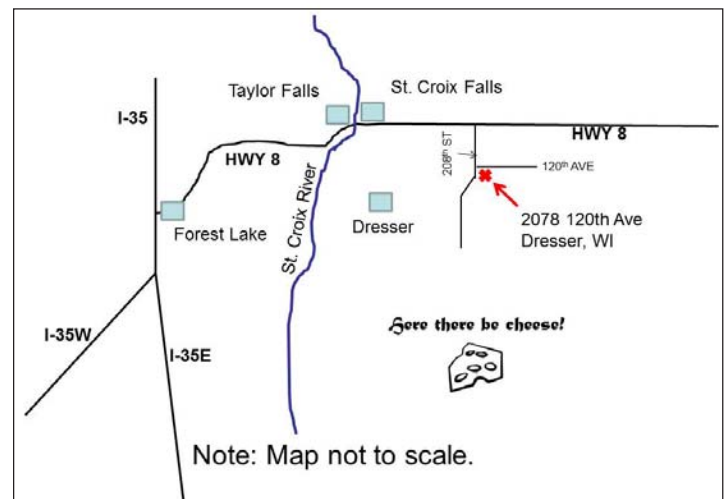 Taylor Falls
St. Croix Falls
I-35
HWY 8
HWY 8
208th ST
120th AVE
St. Croix River
Forest Lake
Dresser
2078 120th Ave
Dresser, WI
I-35W
I-35E
Here there be cheese!
Note: Map not to scale.